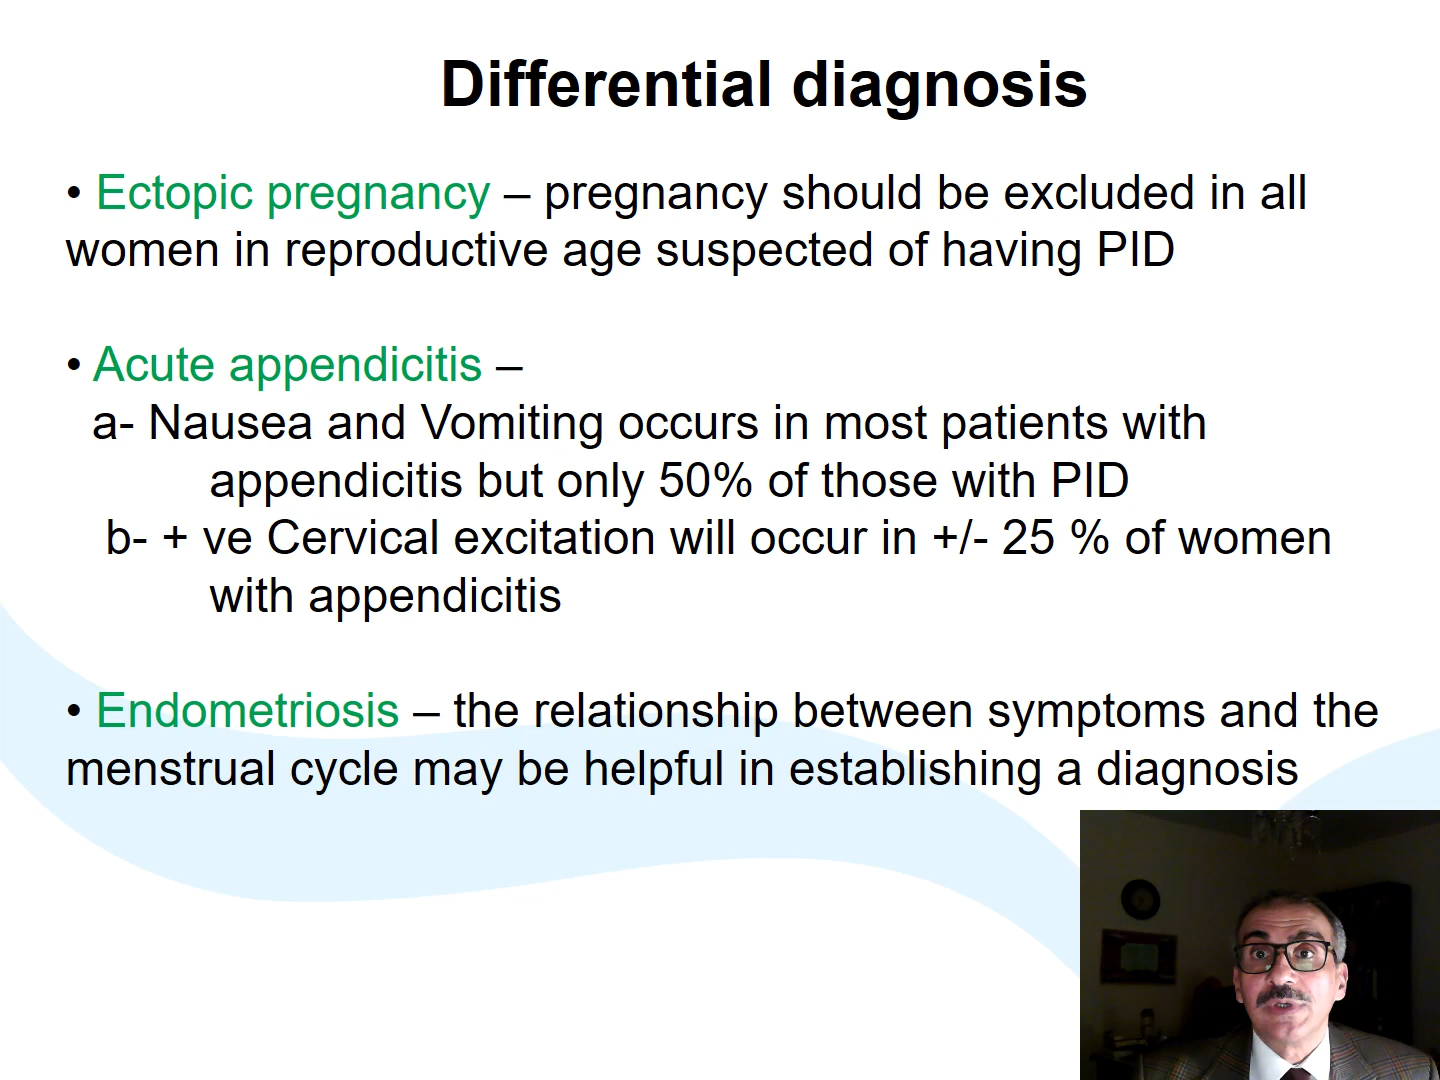 Differential diagnosis
• Ectopic pregnancy – pregnancy should be excluded in all
women in reproductive age suspected of having PID
• Acute appendicitis –
a- Nausea and Vomiting occurs in most patients with
appendicitis but only 50% of those with PID
b- + ve Cervical excitation will occur in +/- 25 % of women
with appendicitis
• Endometriosis – the relationship between symptoms and the
menstrual cycle may be helpful in establishing a diagnosis